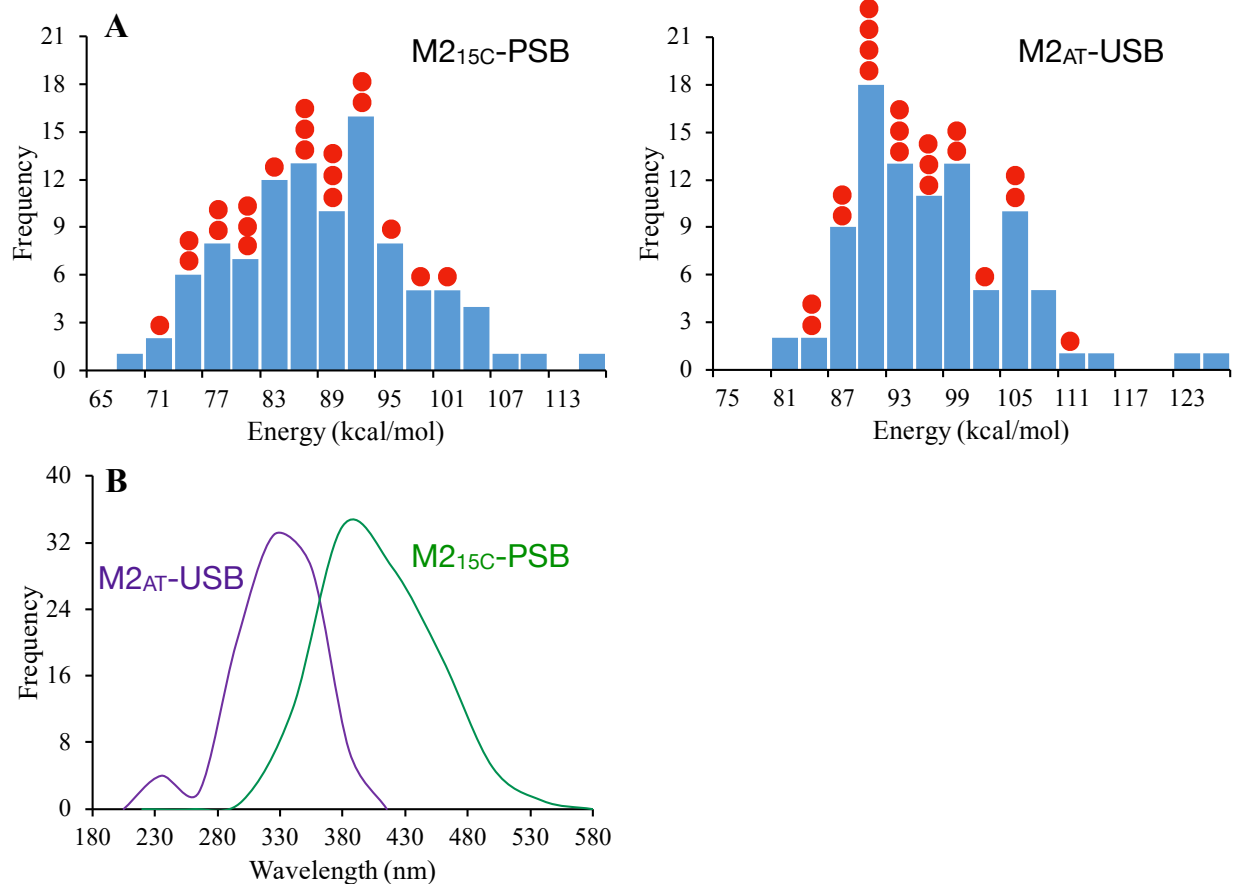 A
M215C-PSB
Frequency
21
18
15
12
9
6
3
0
65 71 77 83 89 95 101 113
Energy (kcal/mol)
M2AT-USB
Frequency
21
18
15
12
9
6
3
0
75 81 87 93 99 105 111 117 123
Energy (kcal/mol)
B
M2AT-USB
M215C-PSB
Frequency
40
32
24
16
8
0
180 230 280 330 380 430 480 530 580
Wavelength (nm)